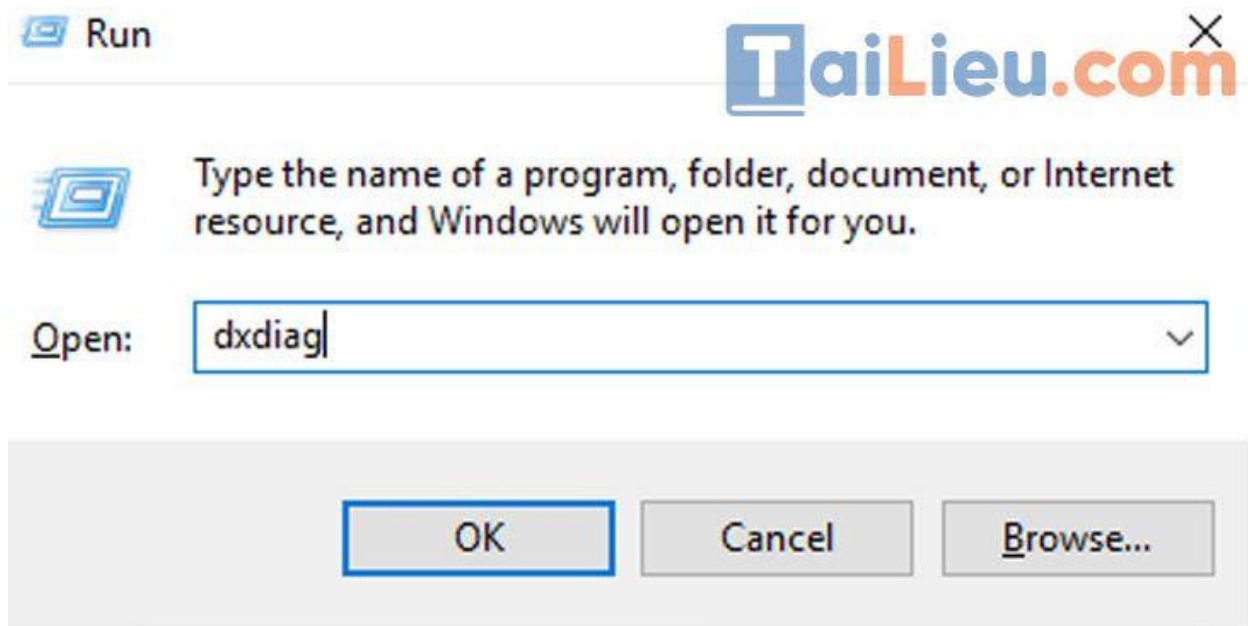 Run
TaiLieu.com
Type the name of a program, folder, document, or Internet
resource, and Windows will open it for you.
Open:
dxdiag
OK
Cancel
Browse...